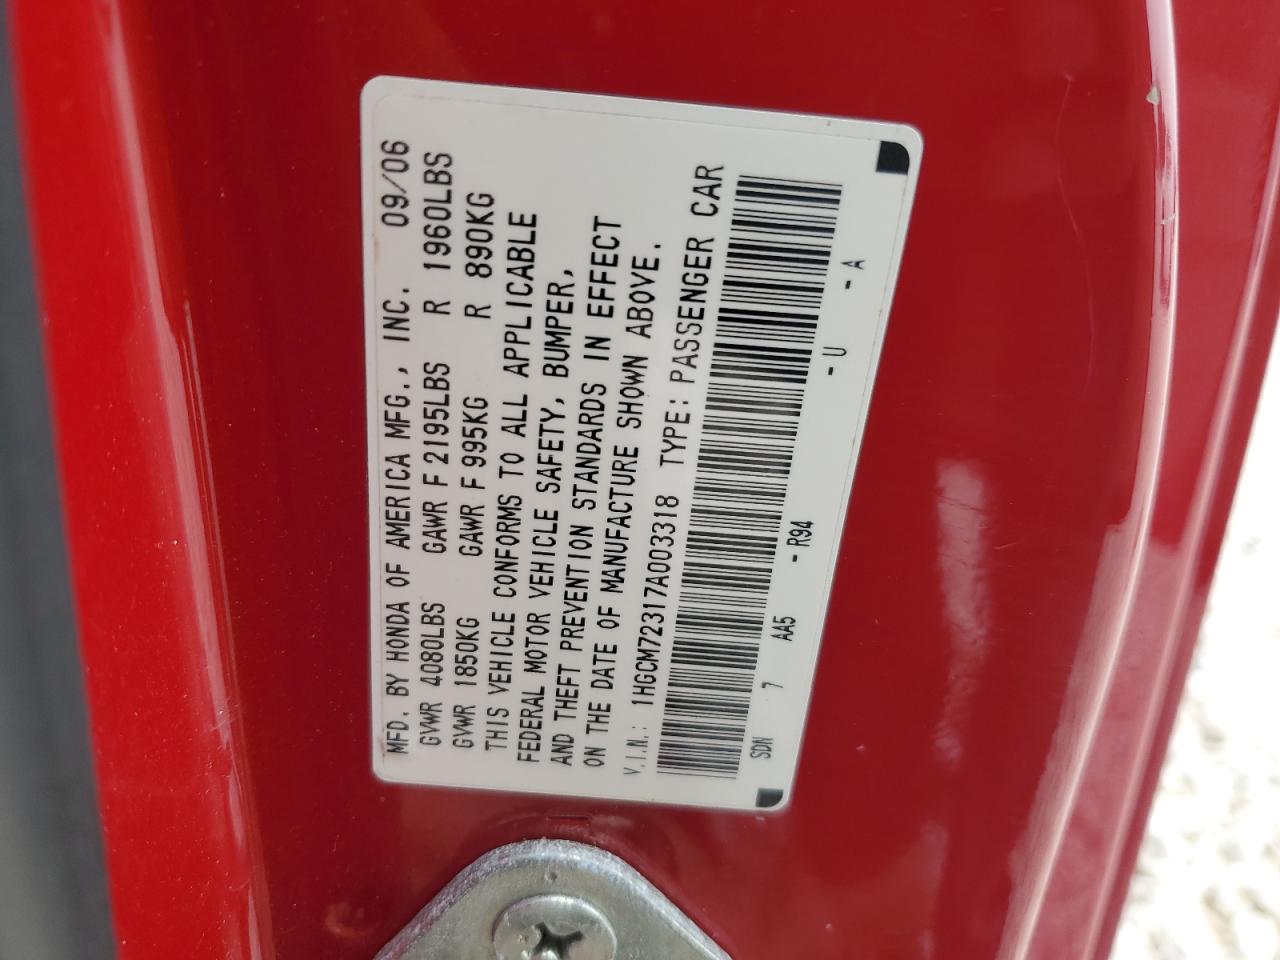 MFD. BY HONDA OF AMERICA MFG., INC. 09/06
GVWR 4080LBS GAWR F 2195LBS R 1960LBS
GVWR 1850KG GAWR F 995KG R 890KG
THIS VEHICLE CONFORMS TO ALL APPLICABLE
FEDERAL MOTOR VEHICLE SAFETY, BUMPER,
AND THEFT PREVENTION STANDARDS IN EFFECT
ON THE DATE OF MANUFACTURE SHOWN ABOVE.
V.I.N.: 1HGCM72317A003318 TYPE: PASSENGER CAR
SDN 7 AA5 - R94 - U - A